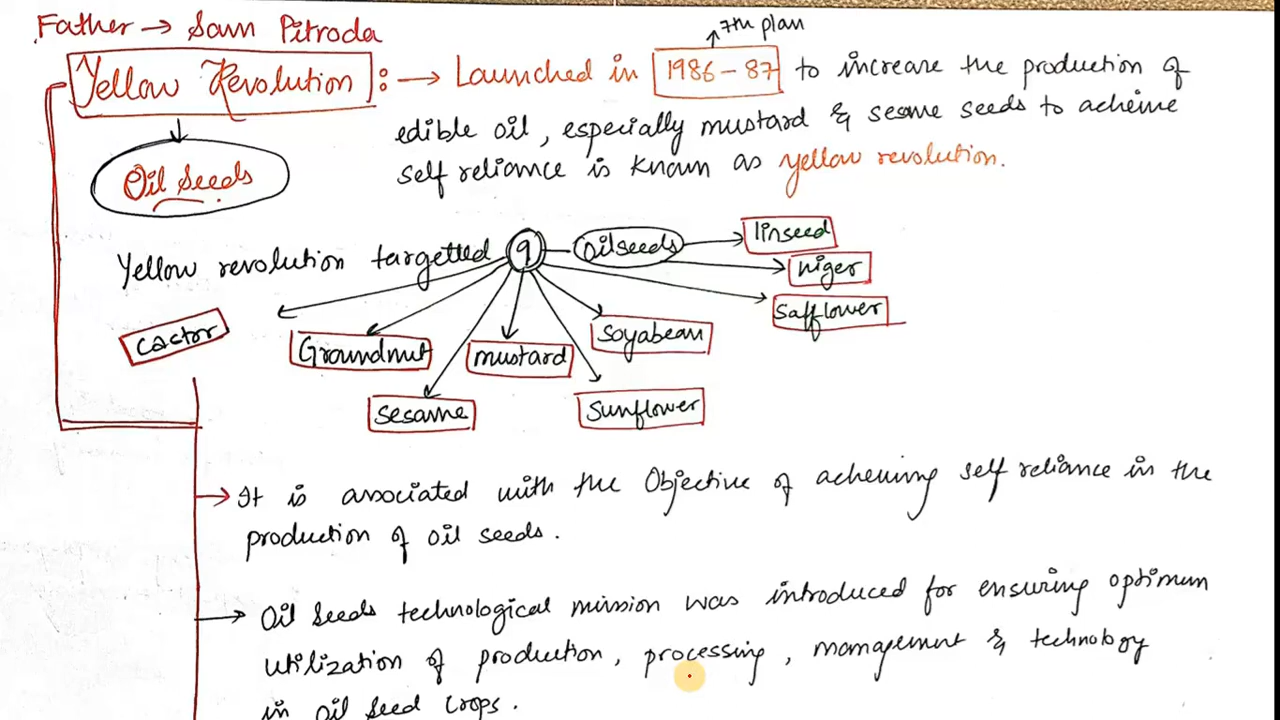 Father → Sam Pitroda
↗ 7th plan
Yellow Revolution : → Launched in 1986-87 to increase the production of
edible oil, especially mustard & sesame seeds to acheive
self reliance is known as yellow revolution.
Oil Seeds
Yellow revolution targetted 9 Oilseeds
linseed
niger
Safflower
castor
Groundnut
mustard
Soyabean
Sesame
Sunflower
→ It is associated with the Objective of acheiving self reliance in the
production of oil seeds.
→ Oil Seeds technological mission was introduced for ensuring optimum
utilization of production, processing, management & technology
in oil seed crops.